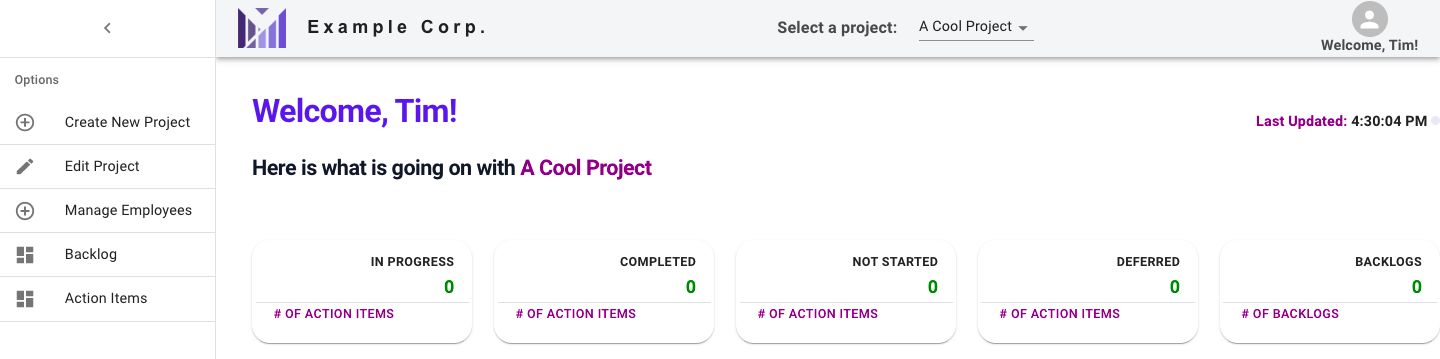 Example Corp.
Select a project:
A Cool Project
Welcome, Tim!
Options
Create New Project
Edit Project
Manage Employees
Backlog
Action Items
Welcome, Tim!
Last Updated: 4:30:04 PM
Here is what is going on with A Cool Project
IN PROGRESS
0
# OF ACTION ITEMS
COMPLETED
0
# OF ACTION ITEMS
NOT STARTED
0
# OF ACTION ITEMS
DEFERRED
0
# OF ACTION ITEMS
BACKLOGS
0
# OF BACKLOGS